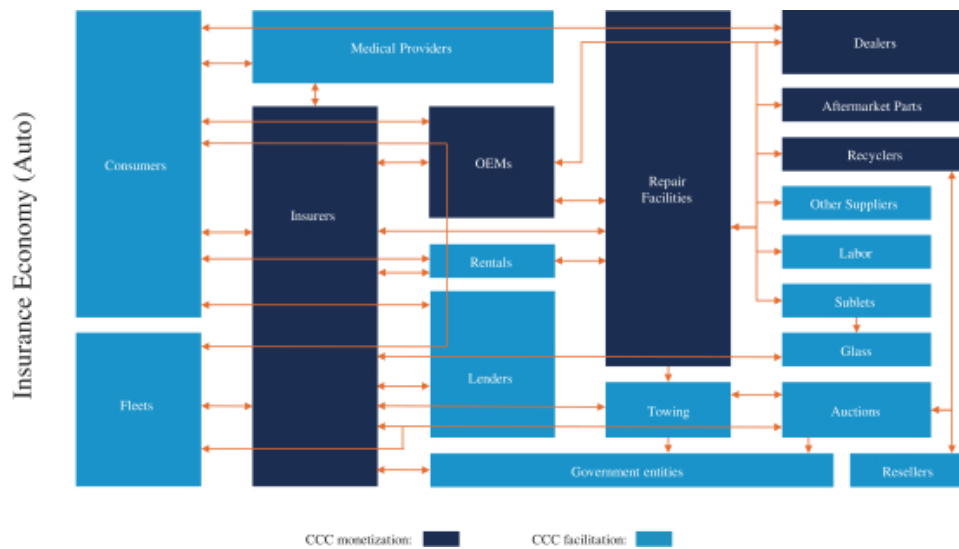 Insurance Economy (Auto)
Consumers
Medical Providers
Dealers
Aftermarket Parts
OEMs
Recyclers
Repair
Facilities
Insurers
Other Suppliers
Labor
Rentals
Sublets
Glass
Fleets
Lenders
Towing
Auctions
Government entities
Resellers
CCC monetization:
CCC facilitation: